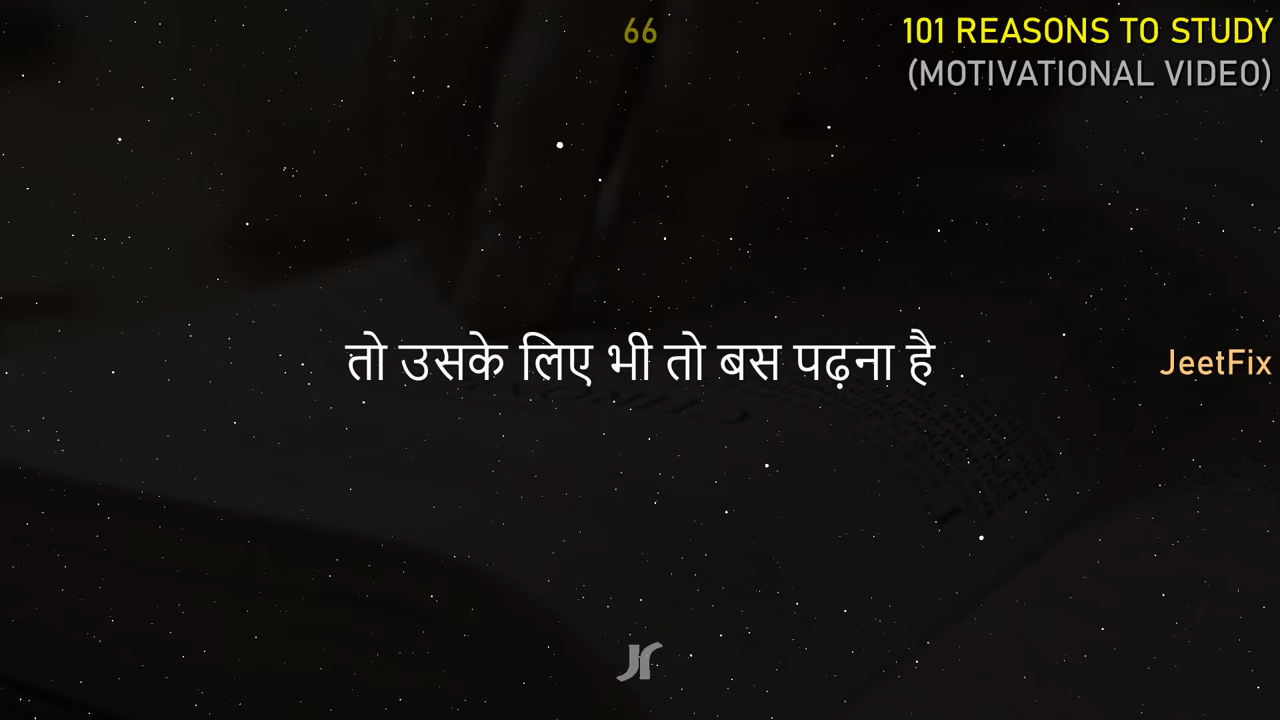 66
101 REASONS TO STUDY
(MOTIVATIONAL VIDEO)
तो उसके लिए भी तो बस पढ़ना है
JeetFix